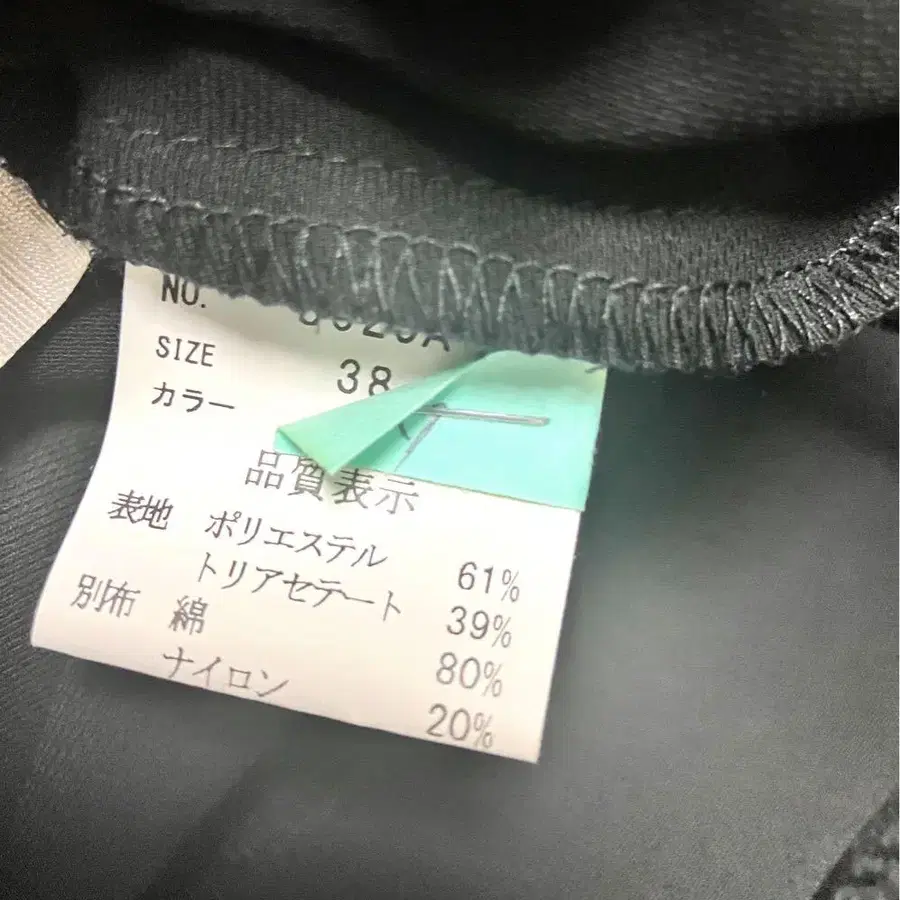 NO.
SIZE 38
カラー
品質表示
表地 ポリエステル 61%
トリアセテート 39%
別布 綿 80%
ナイロン 20%